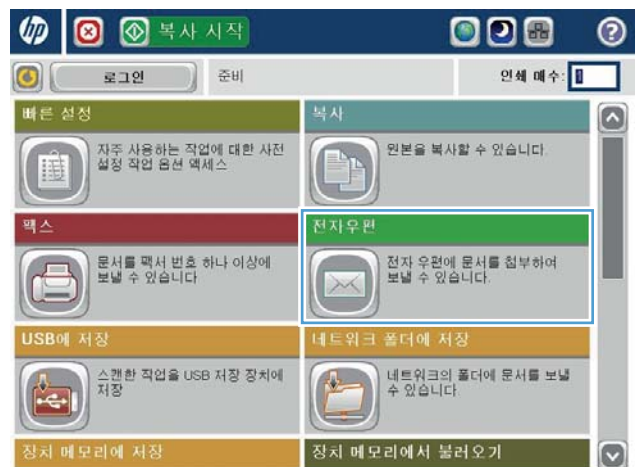 hp
복사 시작
?
로그인
준비
인쇄 매수:
1
빠른 설정
자주 사용하는 작업에 대한 사전
설정 작업 옵션 액세스
복사
원본을 복사할 수 있습니다.
팩스
문서를 팩서 번호 하나 이상에
보낼 수 있습니다
전자우편
전자 우편에 문서를 첨부하여
보낼 수 있습니다.
USB에 저장
스캔한 작업을 USB 저장 장치에
저장
네트워크 폴더에 저장
네트워크의 폴더에 문서를 보낼
수 있습니다
장치 메모리에 저장
장치 메모리에서 불러오기